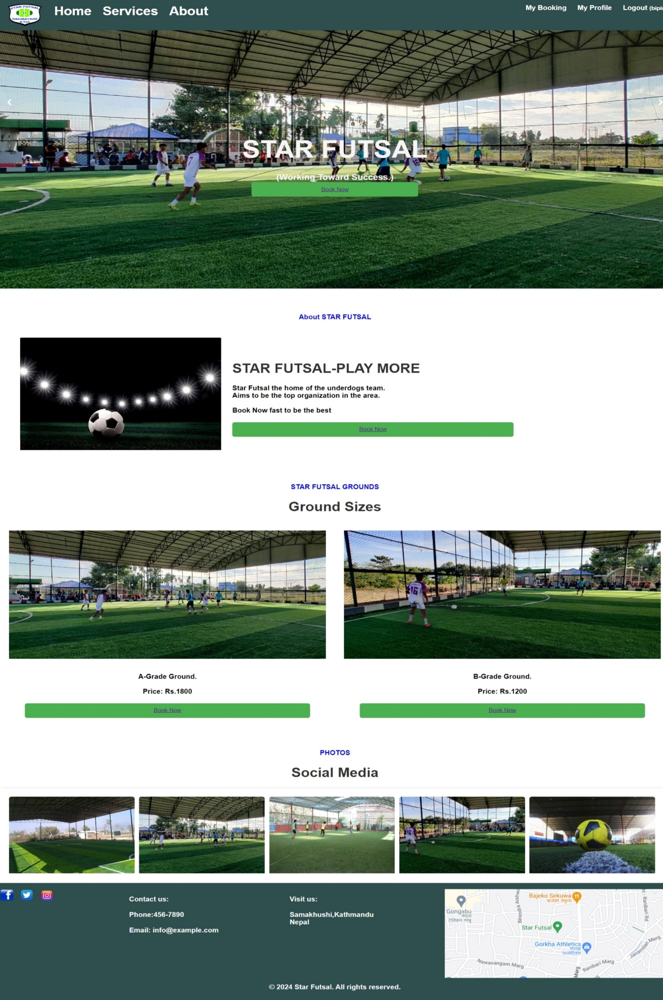 STAR FUTSAL
SAMAKHUSI
KTM
Home Services About
My Booking My Profile Logout
‹
›
STAR FUTSAL
(Working Toward Success.)
Book Now
About STAR FUTSAL
STAR FUTSAL-PLAY MORE
Star Futsal the home of the underdogs team.
Aims to be the top organization in the area.
Book Now fast to be the best
Book Now
STAR FUTSAL GROUNDS
Ground Sizes
A-Grade Ground.
Price: Rs.1800
Book Now
B-Grade Ground.
Price: Rs.1200
Book Now
PHOTOS
Social Media
Contact us:
Phone:456-7890
Email: info@example.com
Visit us:
Samakhushi,Kathmandu
Nepal
Bajeko Sekuwa
बाजेको सेकुवा
Gongabu
नेपाल
टेलिकम गंगबु
Star Futsal
Gorkha Athletics
गोरखा
एथ्लेटिक्स
Ranibari Rd
Janamilan Marg
Nawasangam Marg
Ranibari Marg
Marg
© 2024 Star Futsal. All rights reserved.